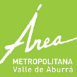 Área
METROPOLITANA
Valle de Aburrá